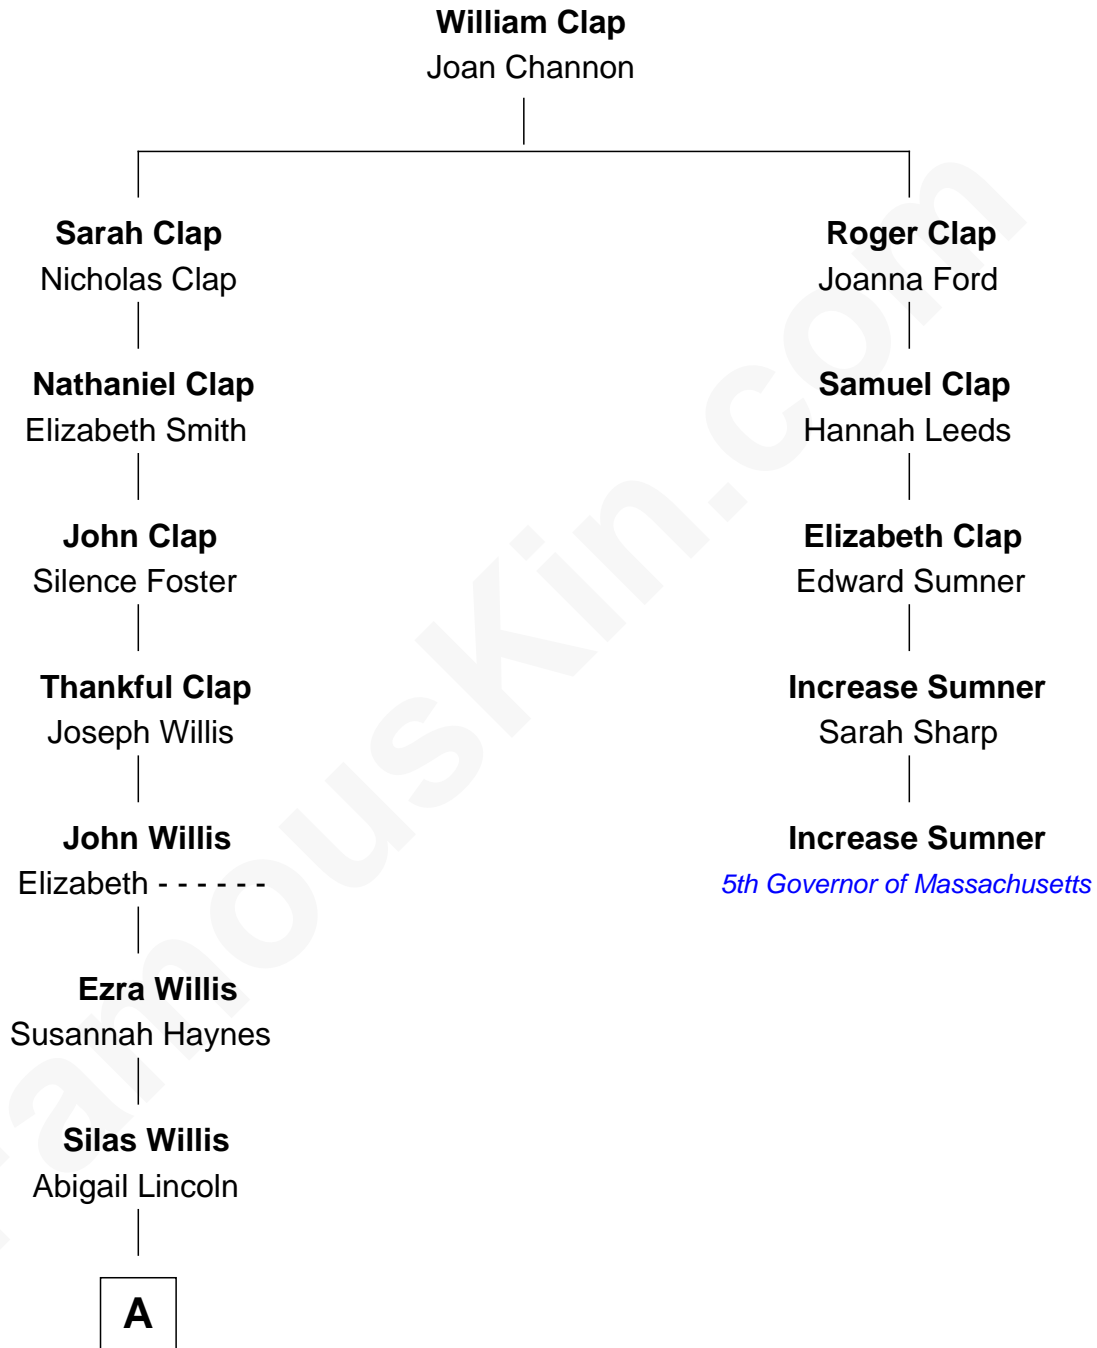 William Clap
Joan Channon
Sarah Clap
Nicholas Clap
Nathaniel Clap
Elizabeth Smith
John Clap
Silence Foster
Thankful Clap
Joseph Willis
John Willis
Elizabeth - - - - - -
Ezra Willis
Susannah Haynes
Silas Willis
Abigail Lincoln
A
Roger Clap
Joanna Ford
Samuel Clap
Hannah Leeds
Elizabeth Clap
Edward Sumner
Increase Sumner
Sarah Sharp
Increase Sumner
5th Governor of Massachusetts
FamousKin.com